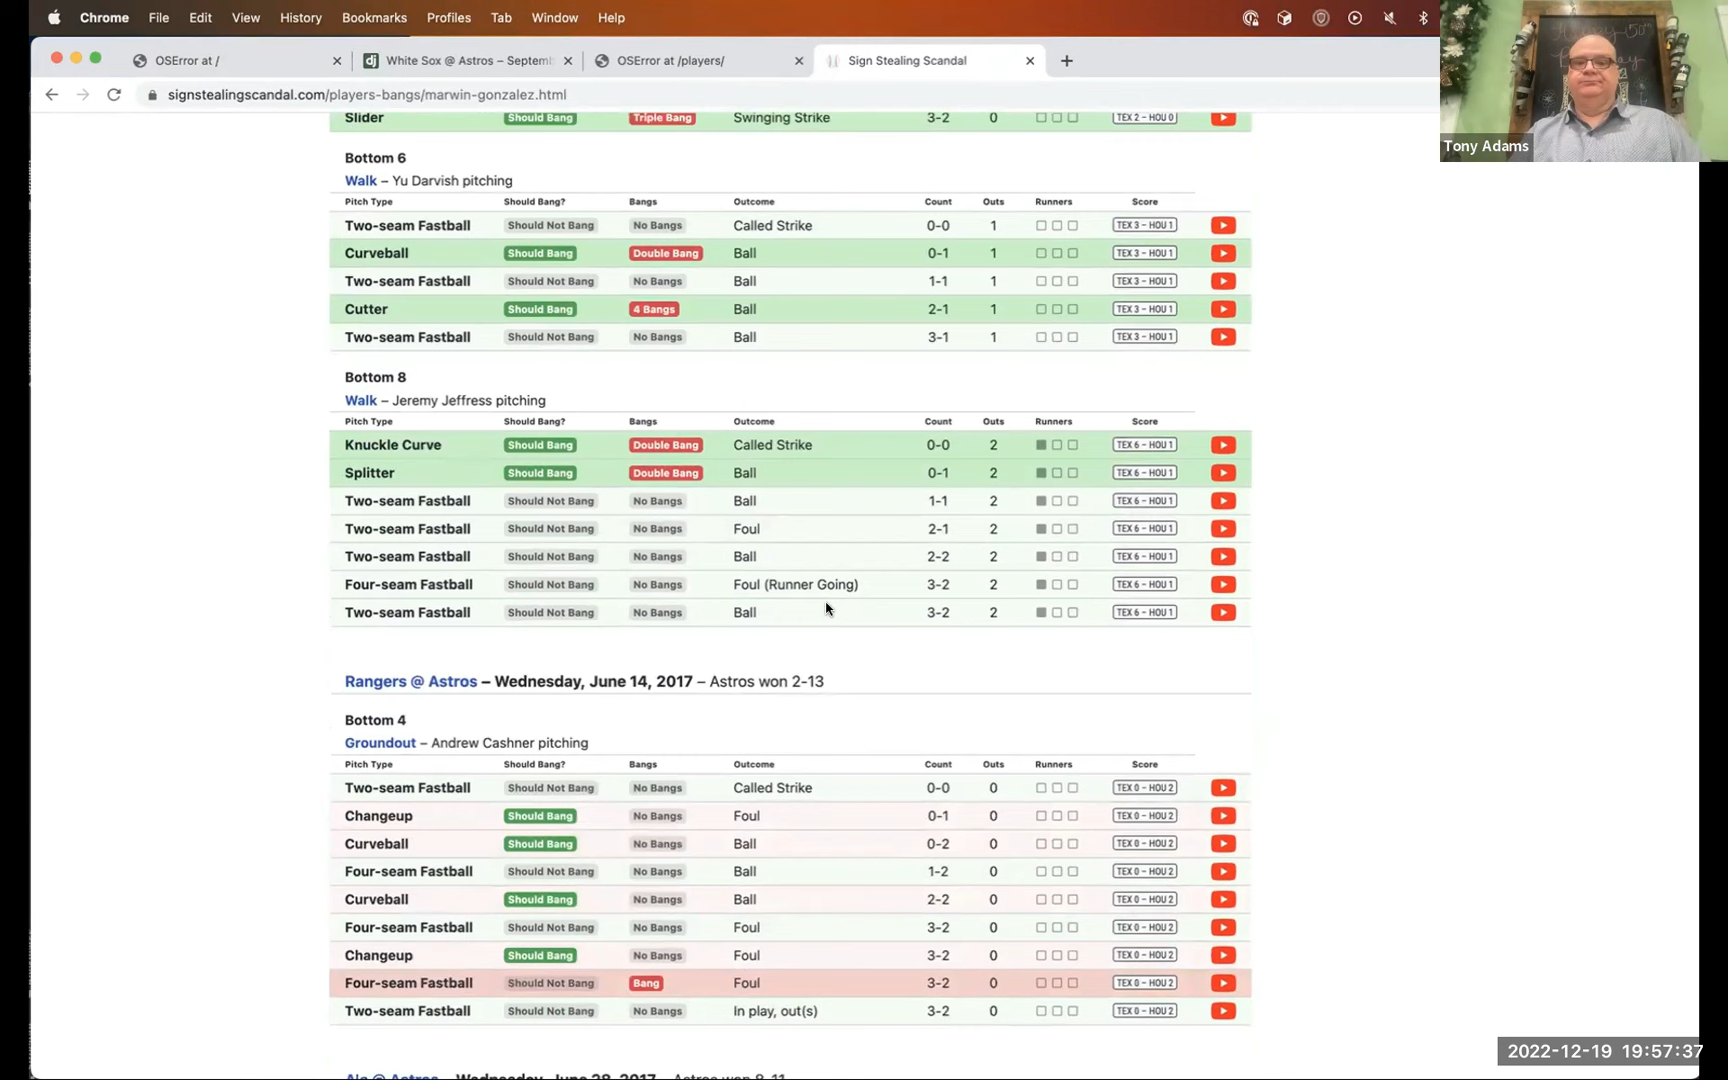 Chrome File Edit View History Bookmarks Profiles Tab Window Help
OSError at / White Sox @ Astros – Septem OSError at /players/ Sign Stealing Scandal
signstealingscandal.com/players-bangs/marwin-gonzalez.html
Tony Adams
Slider Should Bang Triple Bang Swinging Strike 3-2 0 TEX 2 – HOU 0
Bottom 6
Walk – Yu Darvish pitching
Pitch Type Should Bang? Bangs Outcome Count Outs Runners Score
Two-seam Fastball Should Not Bang No Bangs Called Strike 0-0 1 TEX 3 – HOU 1
Curveball Should Bang Double Bang Ball 0-1 1 TEX 3 – HOU 1
Two-seam Fastball Should Not Bang No Bangs Ball 1-1 1 TEX 3 – HOU 1
Cutter Should Bang 4 Bangs Ball 2-1 1 TEX 3 – HOU 1
Two-seam Fastball Should Not Bang No Bangs Ball 3-1 1 TEX 3 – HOU 1
Bottom 8
Walk – Jeremy Jeffress pitching
Pitch Type Should Bang? Bangs Outcome Count Outs Runners Score
Knuckle Curve Should Bang Double Bang Called Strike 0-0 2 TEX 6 – HOU 1
Splitter Should Bang Double Bang Ball 0-1 2 TEX 6 – HOU 1
Two-seam Fastball Should Not Bang No Bangs Ball 1-1 2 TEX 6 – HOU 1
Two-seam Fastball Should Not Bang No Bangs Foul 2-1 2 TEX 6 – HOU 1
Two-seam Fastball Should Not Bang No Bangs Ball 2-2 2 TEX 6 – HOU 1
Four-seam Fastball Should Not Bang No Bangs Foul (Runner Going) 3-2 2 TEX 6 – HOU 1
Two-seam Fastball Should Not Bang No Bangs Ball 3-2 2 TEX 6 – HOU 1
Rangers @ Astros – Wednesday, June 14, 2017 – Astros won 2-13
Bottom 4
Groundout – Andrew Cashner pitching
Pitch Type Should Bang? Bangs Outcome Count Outs Runners Score
Two-seam Fastball Should Not Bang No Bangs Called Strike 0-0 0 TEX 0 – HOU 2
Changeup Should Bang No Bangs Foul 0-1 0 TEX 0 – HOU 2
Curveball Should Bang No Bangs Ball 0-2 0 TEX 0 – HOU 2
Four-seam Fastball Should Not Bang No Bangs Ball 1-2 0 TEX 0 – HOU 2
Curveball Should Bang No Bangs Ball 2-2 0 TEX 0 – HOU 2
Four-seam Fastball Should Not Bang No Bangs Foul 3-2 0 TEX 0 – HOU 2
Changeup Should Bang No Bangs Foul 3-2 0 TEX 0 – HOU 2
Four-seam Fastball Should Not Bang Bang Foul 3-2 0 TEX 0 – HOU 2
Two-seam Fastball Should Not Bang No Bangs In play, out(s) 3-2 0 TEX 0 – HOU 2
A's @ Astros – Wednesday, June 28, 2017 – Astros won 8-11
2022-12-19 19:57:37